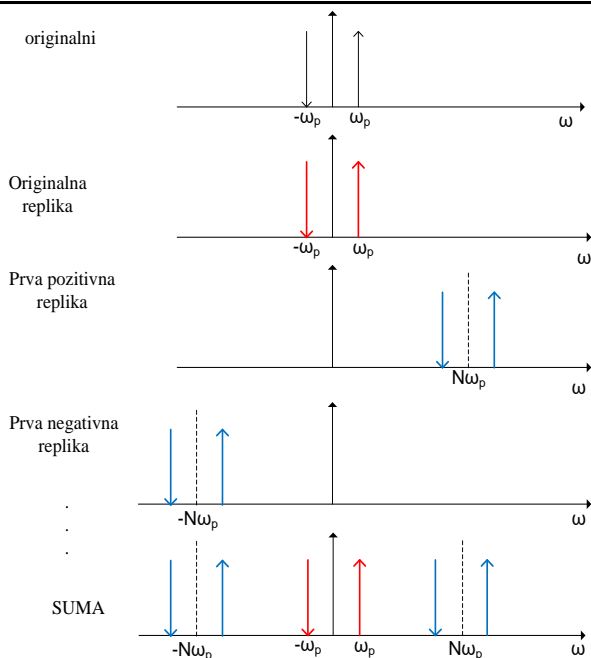 originalni
-ωp ωp ω
Originalna
replika
-ωp ωp ω
Prva pozitivna
replika
Nωp ω
Prva negativna
replika
-Nωp ω
.
.
.
SUMA
-Nωp -ωp ωp Nωp ω